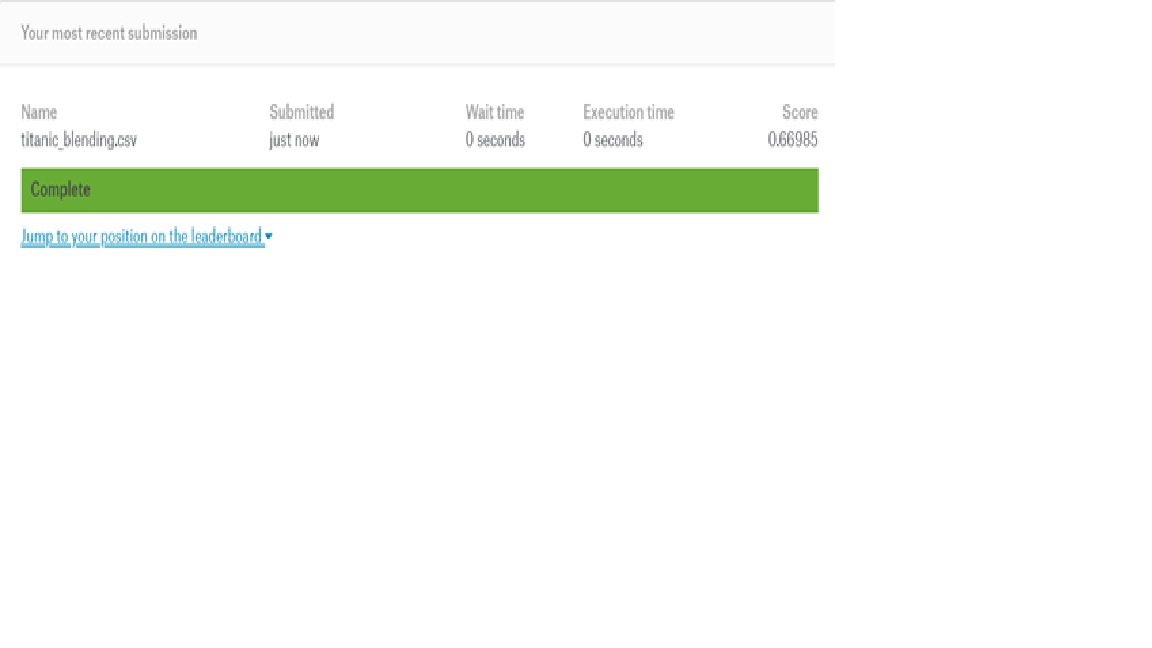 Your most recent submission
Name Submitted Wait time Execution time Score
titanic_blending.csv just now 0 seconds 0 seconds 0.66985
Complete
Jump to your position on the leaderboard